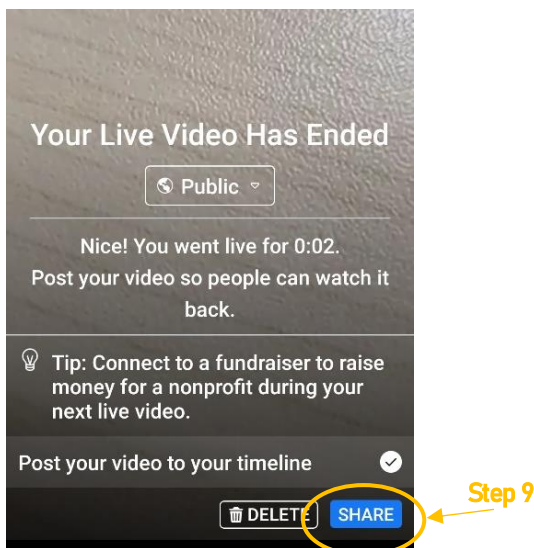 Your Live Video Has Ended
Public
Nice! You went live for 0:02.
Post your video so people can watch it
back.
Tip: Connect to a fundraiser to raise
money for a nonprofit during your
next live video.
Post your video to your timeline
DELETE SHARE
Step 9